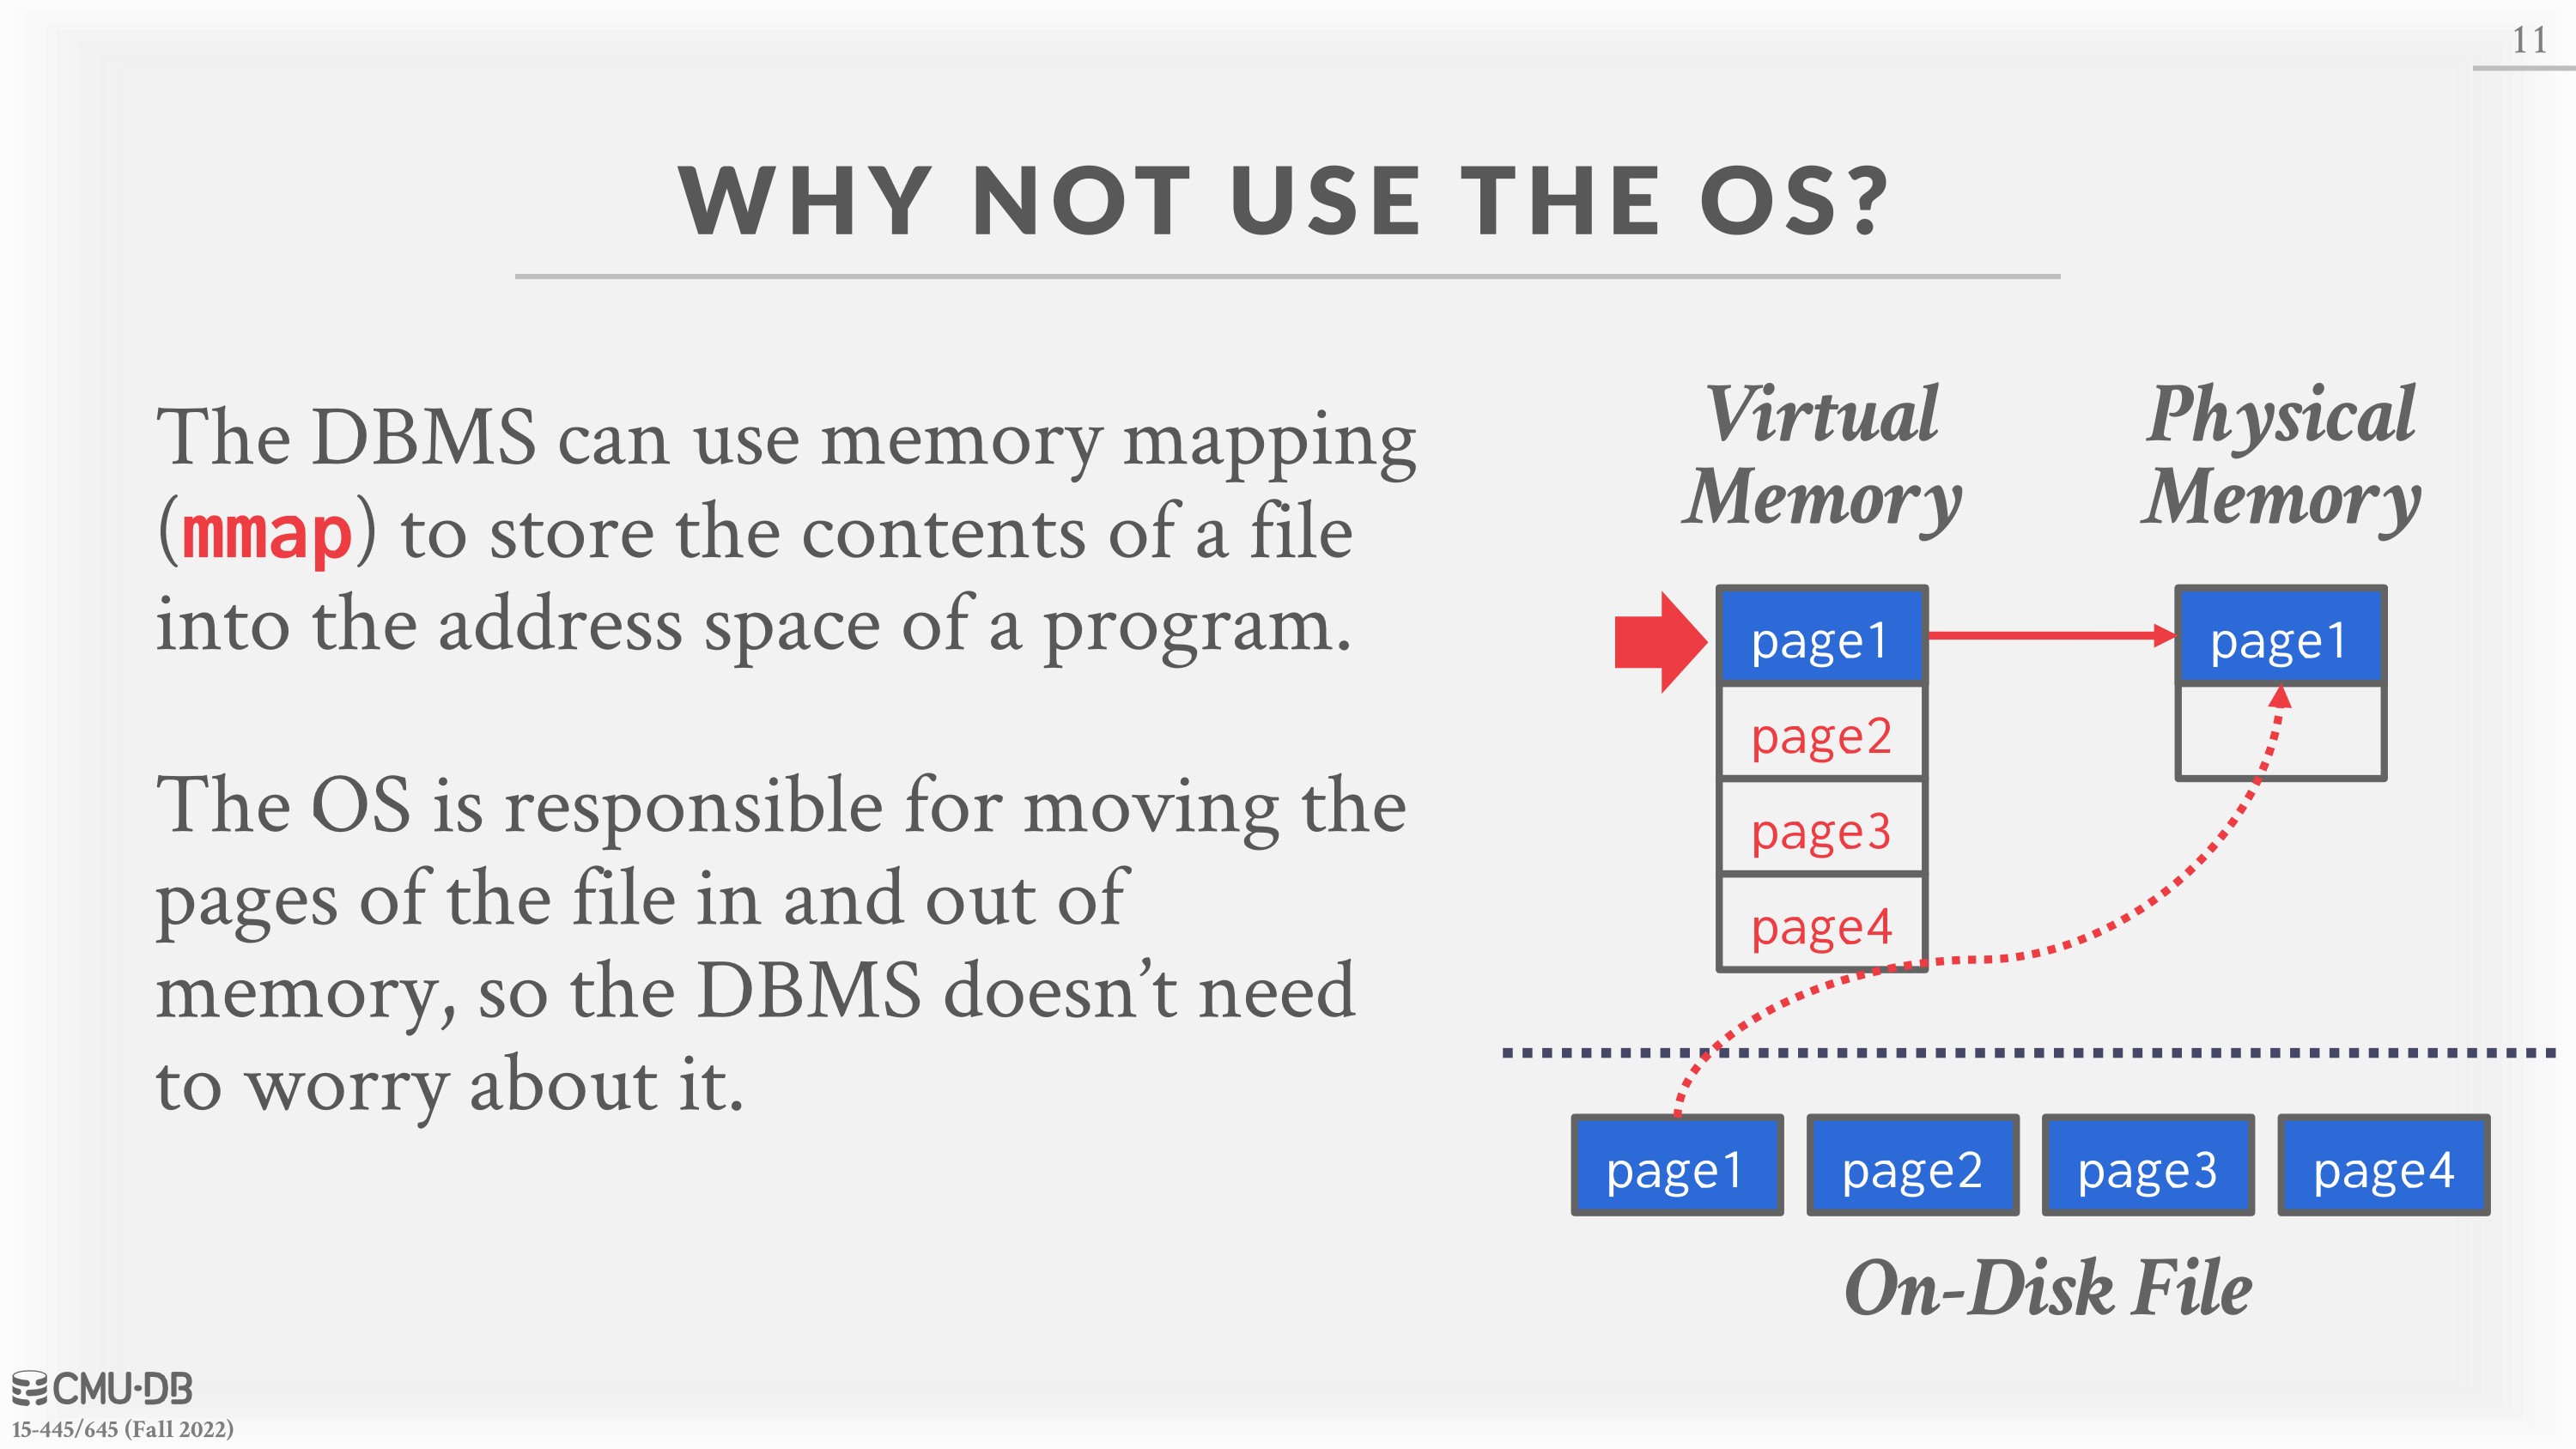 11
WHY NOT USE THE OS?
The DBMS can use memory mapping
(mmap) to store the contents of a file
into the address space of a program.
The OS is responsible for moving the
pages of the file in and out of
memory, so the DBMS doesn’t need
to worry about it.
Virtual
Memory
Physical
Memory
page1
page2
page3
page4
page1
page1
page2
page3
page4
On-Disk File
CMU·DB
15-445/645 (Fall 2022)